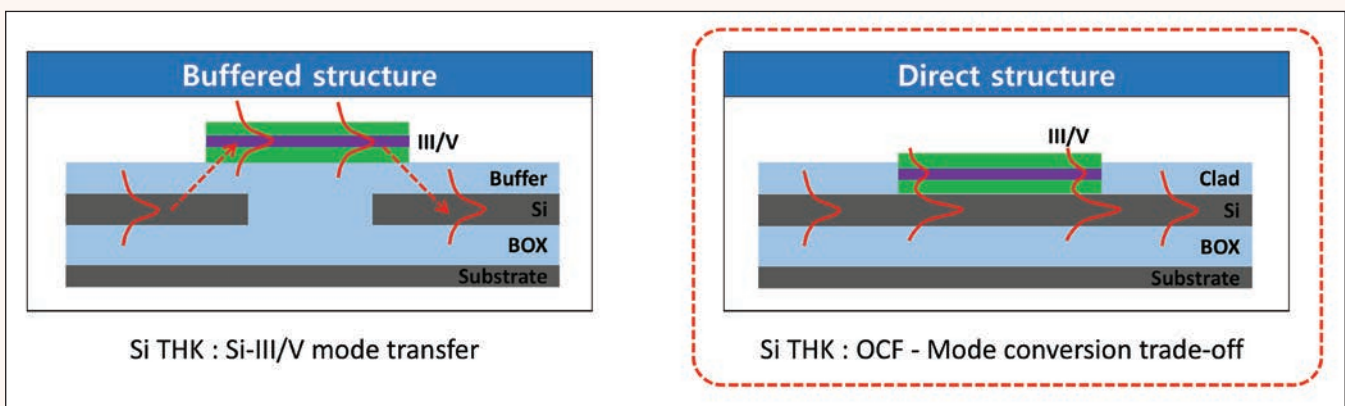 Buffered structure
III/V
Buffer
Si
BOX
Substrate
Si THK : Si-III/V mode transfer
Direct structure
III/V
Clad
Si
BOX
Substrate
Si THK : OCF - Mode conversion trade-off